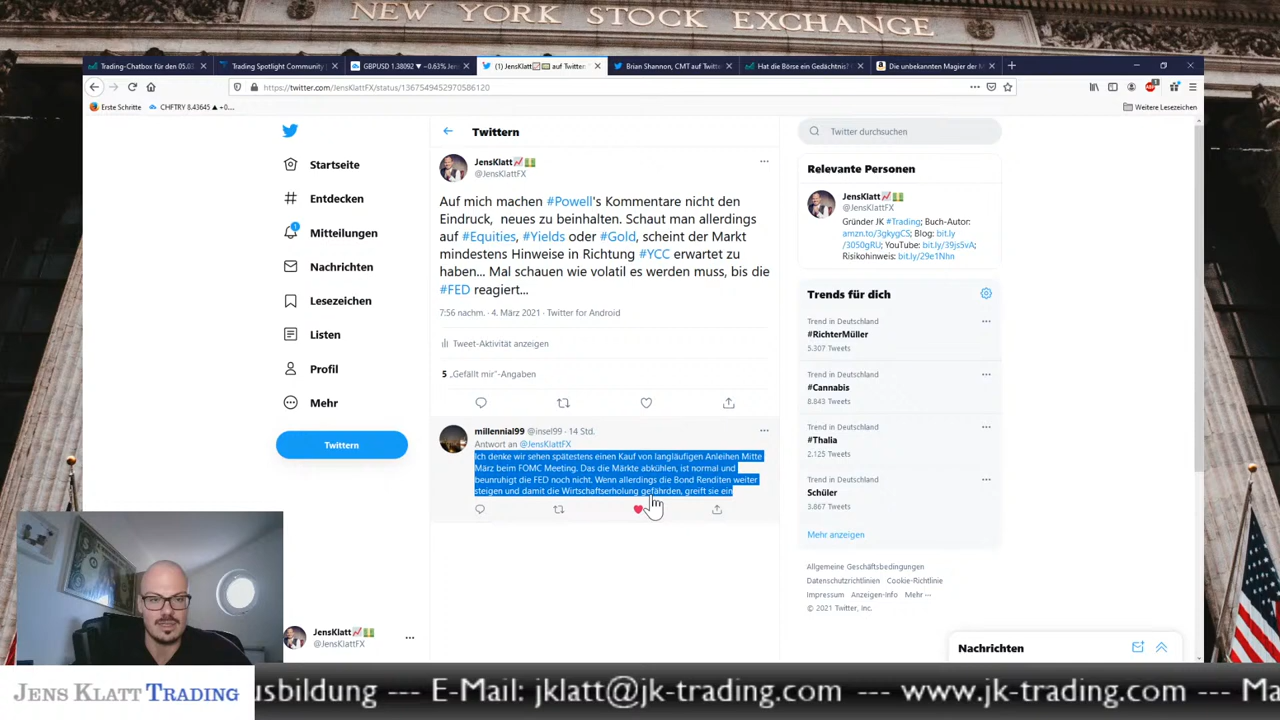 NEW YORK STOCK EXCHANGE
Trading-Chatbox für den 05.03
Trading Spotlight Community
GBPUSD 1.38092 ▼ −0.63% Jens
(1) JensKlatt📈💵 auf Twitter
Brian Shannon, CMT auf Twitte
Hat die Börse ein Gedächtnis?
Die unbekannten Magier der M
https://twitter.com/JensKlattFX/status/1367549452970586120
Erste Schritte
CHFTRY 8.43645 ▲ +0....
Weitere Lesezeichen
Startseite
Entdecken
1
Mitteilungen
Nachrichten
Lesezeichen
Listen
Profil
Mehr
Twittern
JensKlatt📈💵
@JensKlattFX
Twittern
JensKlatt📈💵
@JensKlattFX
Auf mich machen #Powell's Kommentare nicht den
Eindruck, neues zu beinhalten. Schaut man allerdings
auf #Equities, #Yields oder #Gold, scheint der Markt
mindestens Hinweise in Richtung #YCC erwartet zu
haben... Mal schauen wie volatil es werden muss, bis die
#FED reagiert...
7:56 nachm. · 4. März 2021 · Twitter for Android
Tweet-Aktivität anzeigen
5 „Gefällt mir“-Angaben
millennial99 @insel99 · 14 Std.
Antwort an @JensKlattFX
Ich denke wir sehen spätestens einen Kauf von langläufigen Anleihen Mitte
März beim FOMC Meeting. Das die Märkte abkühlen, ist normal und
beunruhigt die FED noch nicht. Wenn allerdings die Bond Renditen weiter
steigen und damit die Wirtschaftserholung gefährden, greift sie ein
Twitter durchsuchen
Relevante Personen
JensKlatt📈💵
@JensKlattFX
Gründer JK #Trading; Buch-Autor:
amzn.to/3gkygCS; Blog: bit.ly
/3050gRU; YouTube: bit.ly/39jsSvA;
Risikohinweis: bit.ly/29e1Nhn
Trends für dich
Trend in Deutschland
#RichterMüller
5.307 Tweets
Trend in Deutschland
#Cannabis
8.843 Tweets
Trend in Deutschland
#Thalia
2.125 Tweets
Trend in Deutschland
Schüler
3.867 Tweets
Mehr anzeigen
Allgemeine Geschäftsbedingungen
Datenschutzrichtlinien Cookie-Richtlinie
Impressum Anzeigen-Info Mehr ···
© 2021 Twitter, Inc.
Nachrichten
JENS KLATT TRADING
usbildung --- E-Mail: jklatt@jk-trading.com --- www.jk-trading.com --- Ma